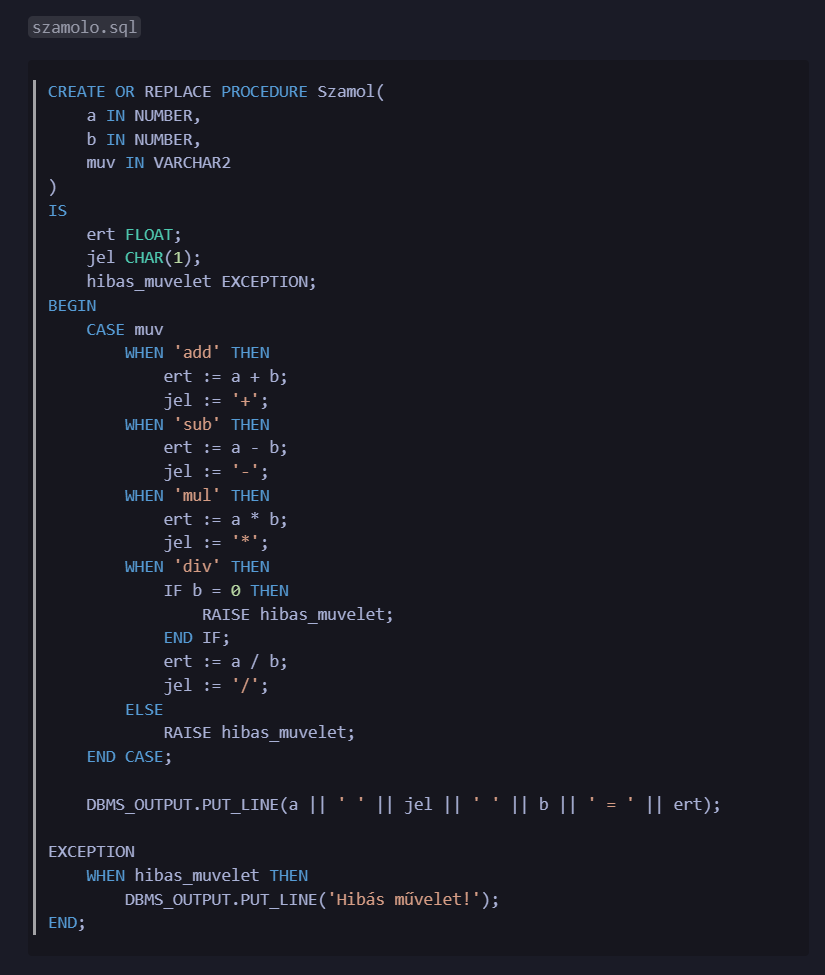 szamolo.sql
CREATE OR REPLACE PROCEDURE Szamol(
    a IN NUMBER,
    b IN NUMBER,
    muv IN VARCHAR2
)
IS
    ert FLOAT;
    jel CHAR(1);
    hibas_muvelet EXCEPTION;
BEGIN
    CASE muv
        WHEN 'add' THEN
            ert := a + b;
            jel := '+';
        WHEN 'sub' THEN
            ert := a - b;
            jel := '-';
        WHEN 'mul' THEN
            ert := a * b;
            jel := '*';
        WHEN 'div' THEN
            IF b = 0 THEN
                RAISE hibas_muvelet;
            END IF;
            ert := a / b;
            jel := '/';
        ELSE
            RAISE hibas_muvelet;
    END CASE;

    DBMS_OUTPUT.PUT_LINE(a || ' ' || jel || ' ' || b || ' = ' || ert);

EXCEPTION
    WHEN hibas_muvelet THEN
        DBMS_OUTPUT.PUT_LINE('Hibás művelet!');
END;